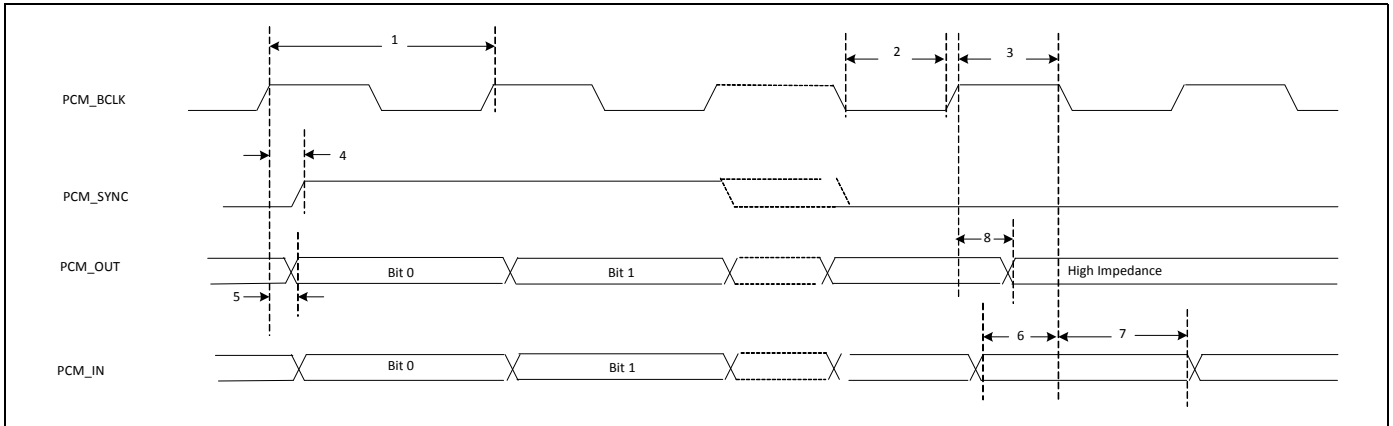 1
2
3
PCM_BCLK
4
PCM_SYNC
8
PCM_OUT
Bit 0
Bit 1
High Impedance
5
6
7
PCM_IN
Bit 0
Bit 1